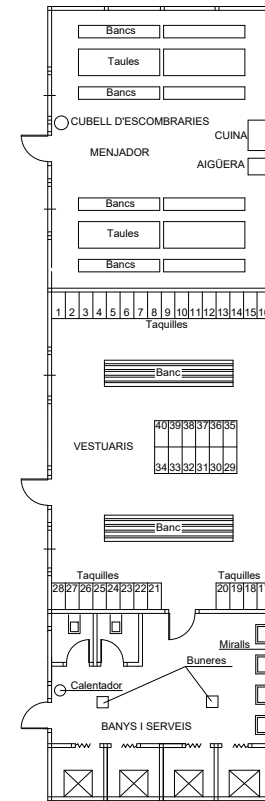 Bancs
Taules
Bancs
CUBELL D'ESCOMBRARIES
CUINA
MENJADOR
AIGÜERA
Bancs
Taules
Bancs
1 2 3 4 5 6 7 8 9 10 11 12 13 14 15 16
Taquilles
Banc
40 39 38 37 36 35
VESTUARIS
34 33 32 31 30 29
Banc
Taquilles
Taquilles
28 27 26 25 24 23 22 21
20 19 18
Miralls
Buneres
Calentador
BANYS I SERVEIS